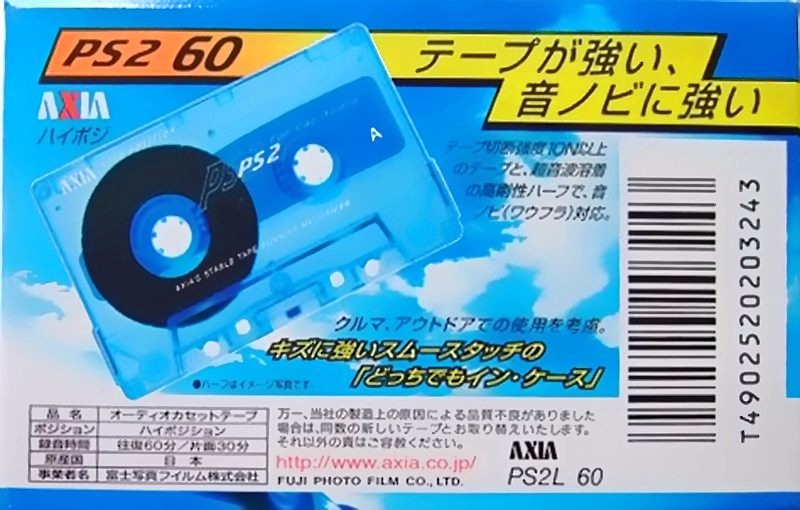 PS2 60
テープが強い、
音ノビに強い
AXIA
ハイポジ
テープ切断強度10N以上
のテープと、超音波溶着
の高剛性ハーフで、音
ノビ(ワウフラ)対応。
AXIA
PS2
PS2
A
クルマ、アウトドアでの使用を考慮。
キズに強いスムースタッチの
「どっちでもイン・ケース」
●ハーフはイメージ写真です。
品名 オーディオカセットテープ
ポジション ハイポジション
録音時間 往復60分/片面30分
原産国 日本
事業者名 富士写真フイルム株式会社
万一、当社の製造上の原因による品質不良がありました
場合は、同数の新しいテープとお取り替えいたします。
それ以外の責はご容赦ください。
http://www.axia.co.jp/
FUJI PHOTO FILM CO., LTD.
AXIA
PS2L 60
T4902520203243